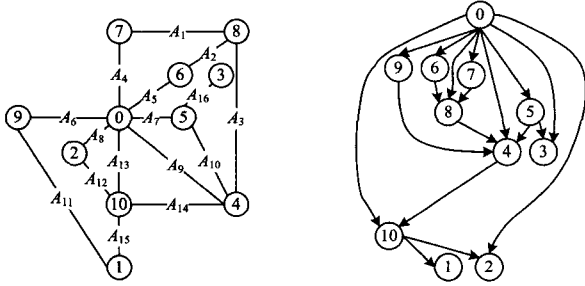 7 A₁ 8
A₂
A₄ 6 3
A₅ A₁₆ A₃
9 A₆ 0 A₇ 5
A₈
2 A₁₃ A₁₀
A₁₂ A₉
A₁₁ 10 A₁₄ 4
A₁₅
1
0
9 6 7
8 5
4 3
10
1 2